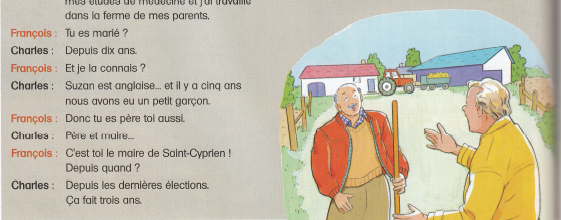 mes études de médecine et j'ai travaillé
dans la ferme de mes parents.
François : Tu es marié ?
Charles : Depuis dix ans.
François : Et je la connais ?
Charles : Suzan est anglaise... et il y a cinq ans
nous avons eu un petit garçon.
François : Donc tu es père toi aussi.
Charles : Père et maire...
François : C'est toi le maire de Saint-Cyprien !
Depuis quand ?
Charles : Depuis les dernières élections.
Ça fait trois ans.